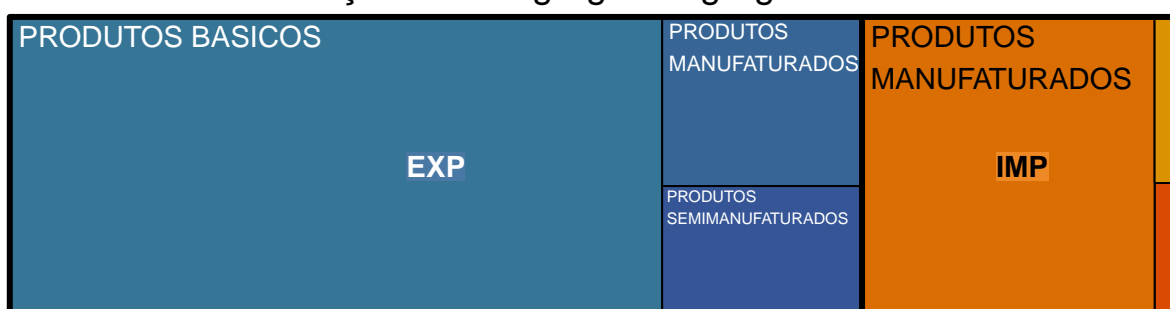 PRODUTOS BASICOS
EXP
PRODUTOS
MANUFATURADOS
PRODUTOS
SEMIMANUFATURADOS
PRODUTOS
MANUFATURADOS
IMP